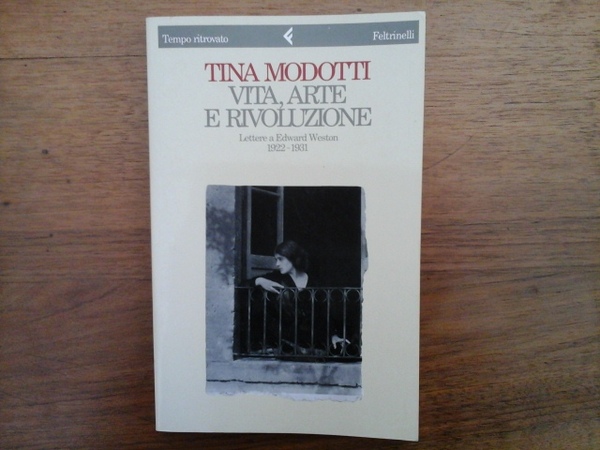 Tempo ritrovato Feltrinelli
TINA MODOTTI
VITA, ARTE
E RIVOLUZIONE
Lettere a Edward Weston
1922-1931